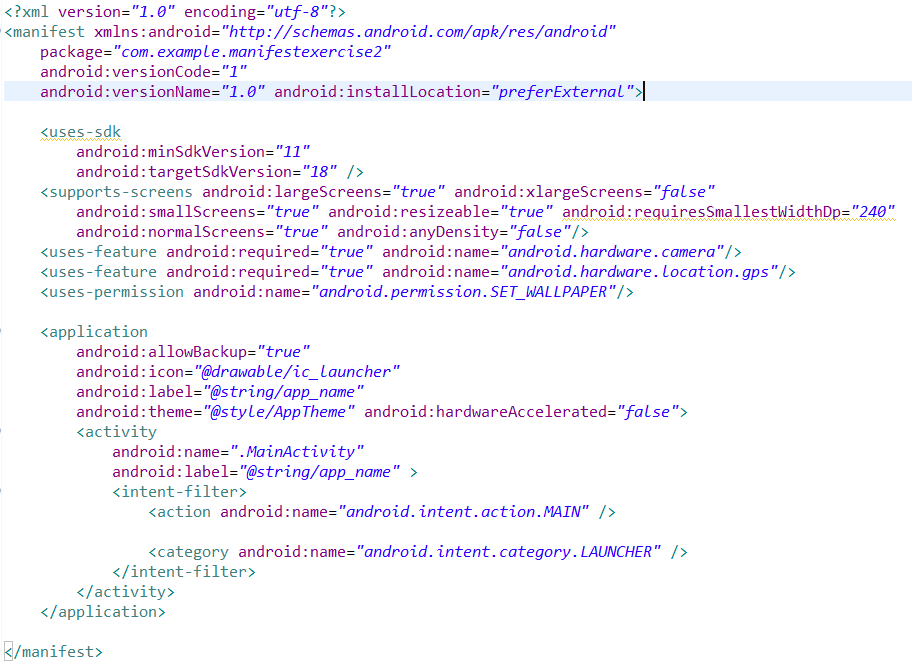 <?xml version="1.0" encoding="utf-8"?>
<manifest xmlns:android="http://schemas.android.com/apk/res/android"
    package="com.example.manifestexercise2"
    android:versionCode="1"
    android:versionName="1.0" android:installLocation="preferExternal">

    <uses-sdk
        android:minSdkVersion="11"
        android:targetSdkVersion="18" />
    <supports-screens android:largeScreens="true" android:xlargeScreens="false"
        android:smallScreens="true" android:resizeable="true" android:requiresSmallestWidthDp="240"
        android:normalScreens="true" android:anyDensity="false"/>
    <uses-feature android:required="true" android:name="android.hardware.camera"/>
    <uses-feature android:required="true" android:name="android.hardware.location.gps"/>
    <uses-permission android:name="android.permission.SET_WALLPAPER"/>

    <application
        android:allowBackup="true"
        android:icon="@drawable/ic_launcher"
        android:label="@string/app_name"
        android:theme="@style/AppTheme" android:hardwareAccelerated="false">
        <activity
            android:name=".MainActivity"
            android:label="@string/app_name" >
            <intent-filter>
                <action android:name="android.intent.action.MAIN" />

                <category android:name="android.intent.category.LAUNCHER" />
            </intent-filter>
        </activity>
    </application>

</manifest>